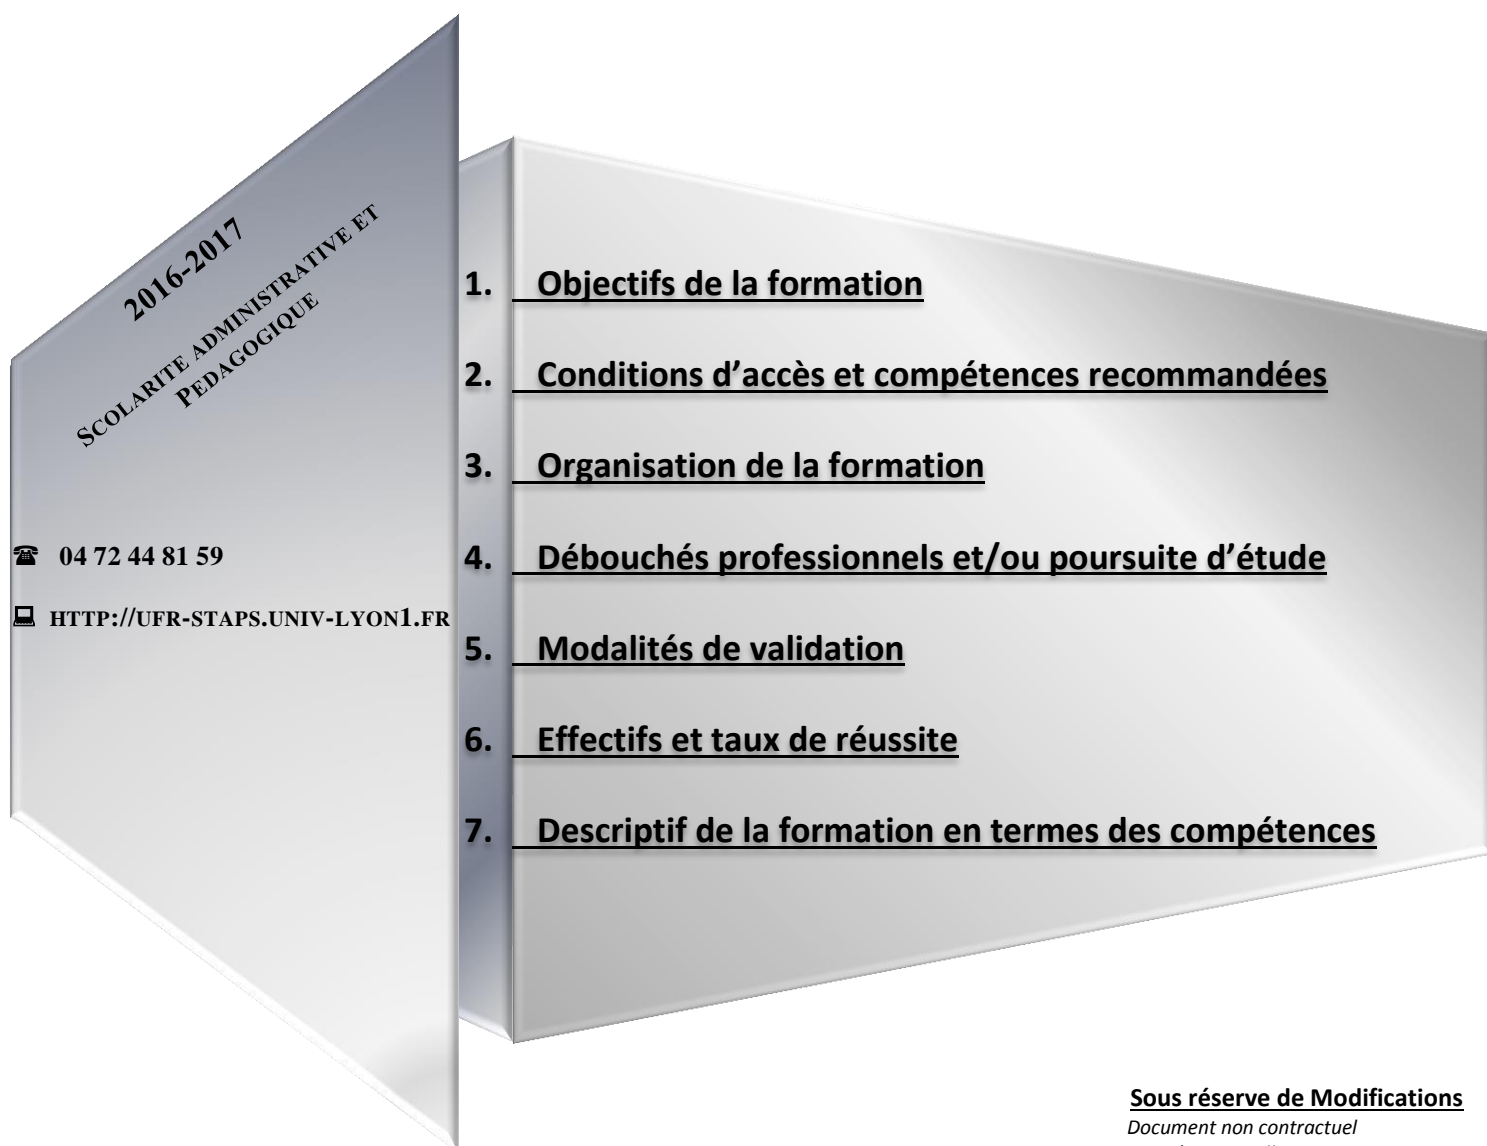 2016-2017
SCOLARITE ADMINISTRATIVE ET
PEDAGOGIQUE
☎ 04 72 44 81 59
💻 HTTP://UFR-STAPS.UNIV-LYON1.FR
1. Objectifs de la formation
2. Conditions d’accès et compétences recommandées
3. Organisation de la formation
4. Débouchés professionnels et/ou poursuite d’étude
5. Modalités de validation
6. Effectifs et taux de réussite
7. Descriptif de la formation en termes des compétences
Sous réserve de Modifications
Document non contractuel